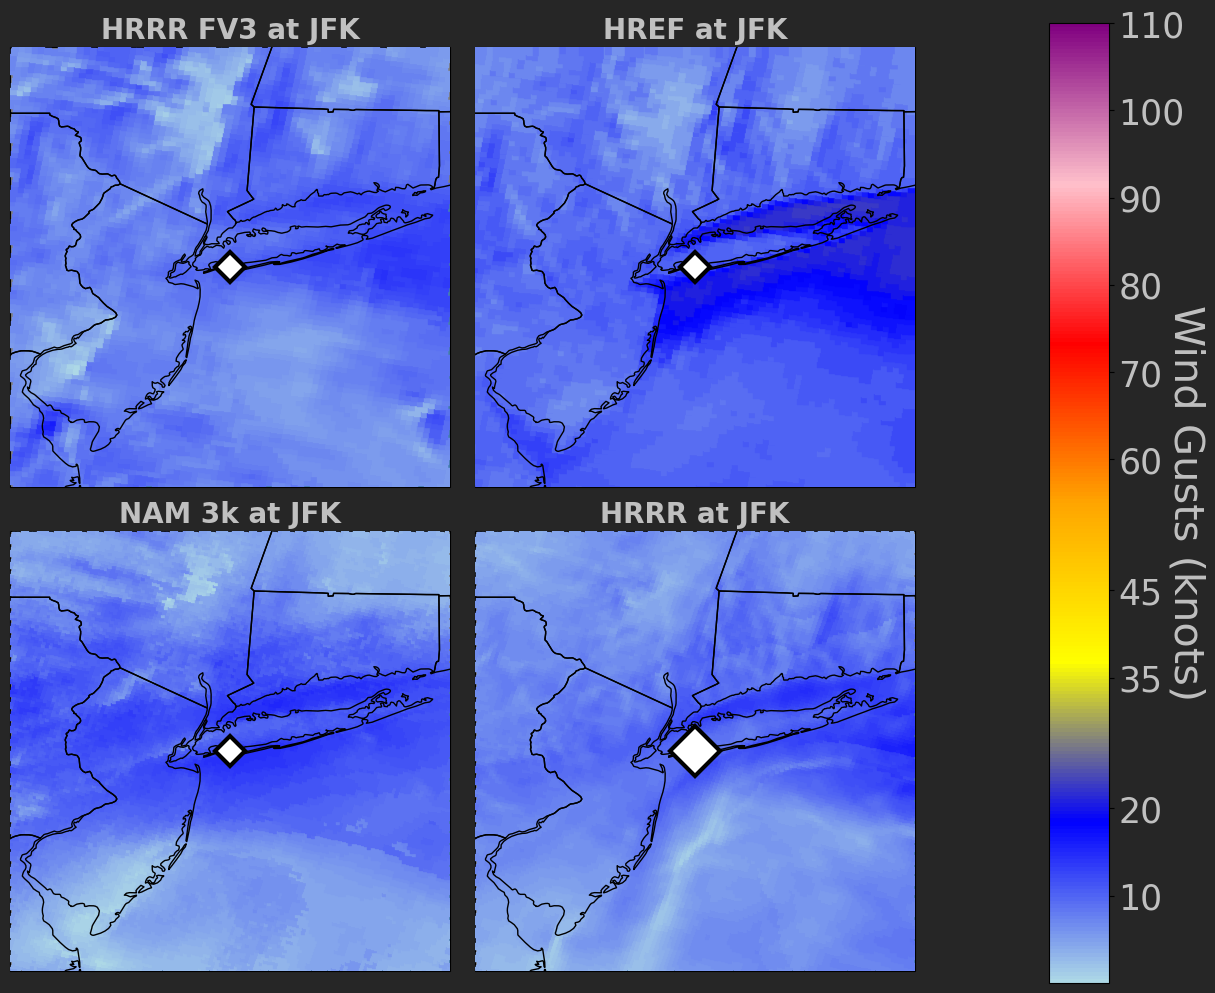 HRRR FV3 at JFK
HREF at JFK
NAM 3k at JFK
HRRR at JFK
110
100
90
80
70
60
45
35
20
10
Wind Gusts (knots)